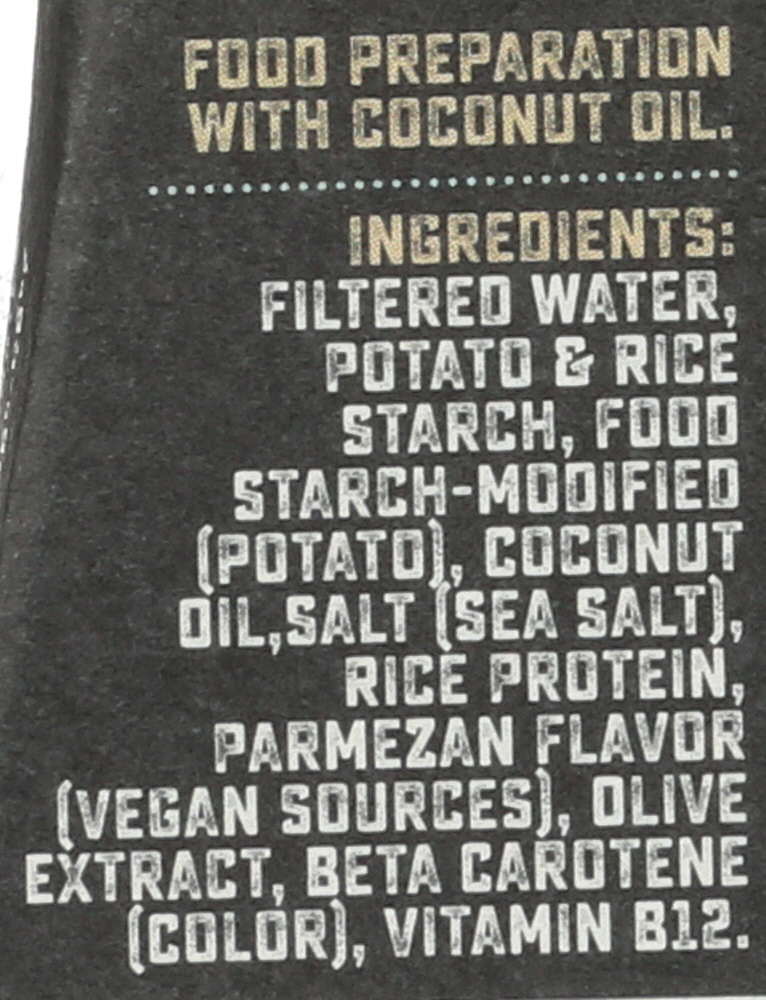 FOOD PREPARATION
WITH COCONUT OIL.
INGREDIENTS:
FILTERED WATER,
POTATO & RICE
STARCH, FOOD
STARCH-MODIFIED
(POTATO), COCONUT
OIL,SALT (SEA SALT),
RICE PROTEIN,
PARMEZAN FLAVOR
(VEGAN SOURCES), OLIVE
EXTRACT, BETA CAROTENE
(COLOR), VITAMIN B12.